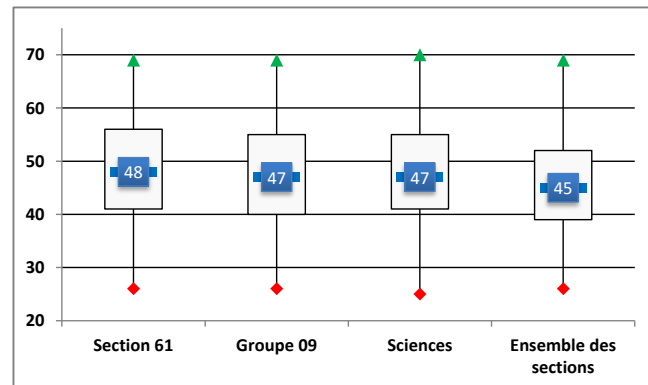 70
60
50
40
30
20
48
47
47
45
Section 61
Groupe 09
Sciences
Ensemble des
sections